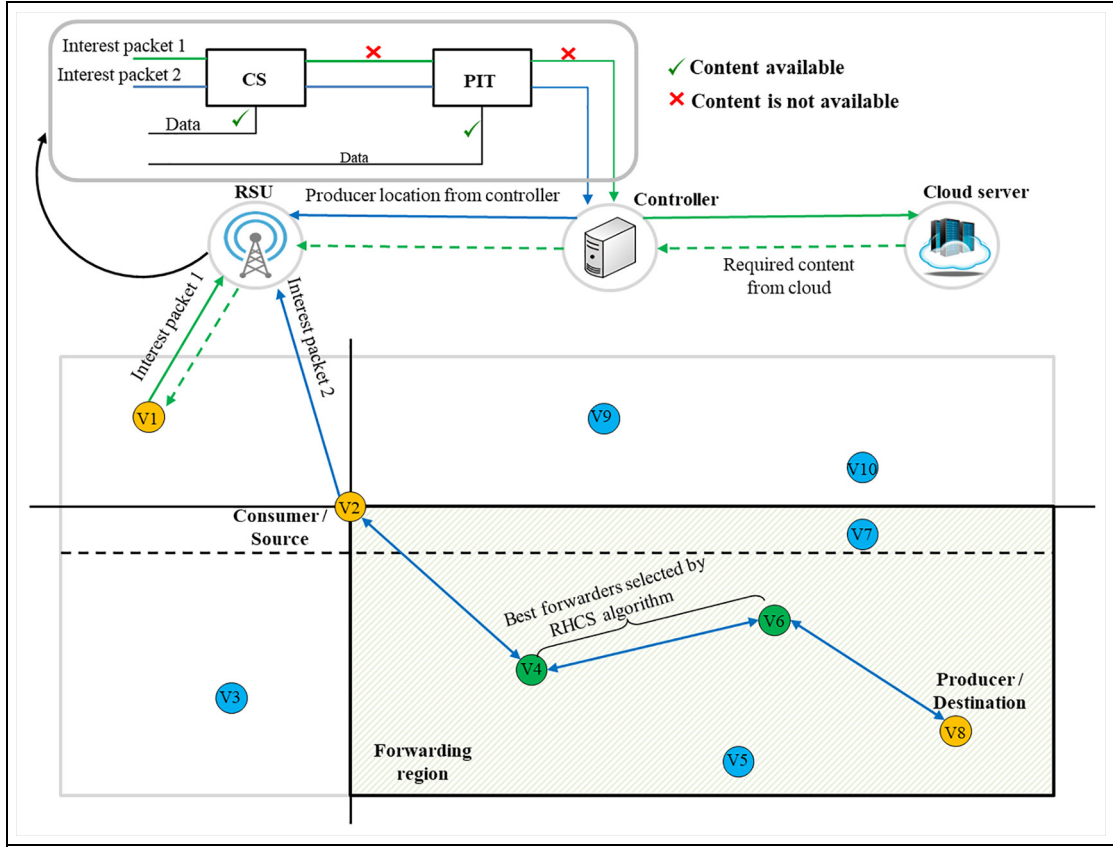 Interest packet 1
Interest packet 2
CS
PIT
Data
Data
Content available
Content is not available
RSU
Producer location from controller
Controller
Cloud server
Required content
from cloud
Interest packet 1
Interest packet 2
V1
V9
V10
V2
Consumer /
Source
V7
Best forwarders selected by
RHCS algorithm
V6
V4
V3
Producer /
Destination
V8
Forwarding
region
V5